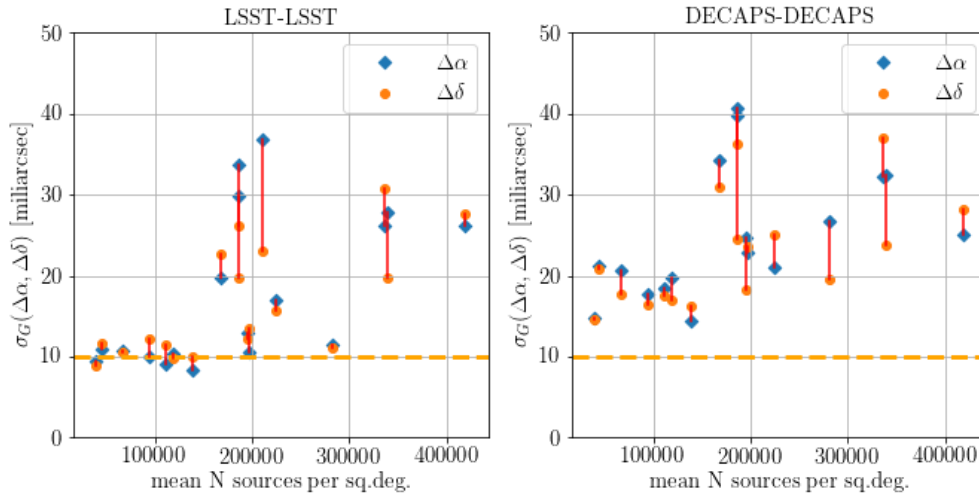 LSST-LSST
50
40
30
20
10
0
σ_G(Δα, Δδ) [miliarcsec]
Δα
Δδ
100000 200000 300000 400000
mean N sources per sq.deg.
DECAPS-DECAPS
50
40
30
20
10
0
σ_G(Δα, Δδ) [miliarcsec]
Δα
Δδ
100000 200000 300000 400000
mean N sources per sq.deg.